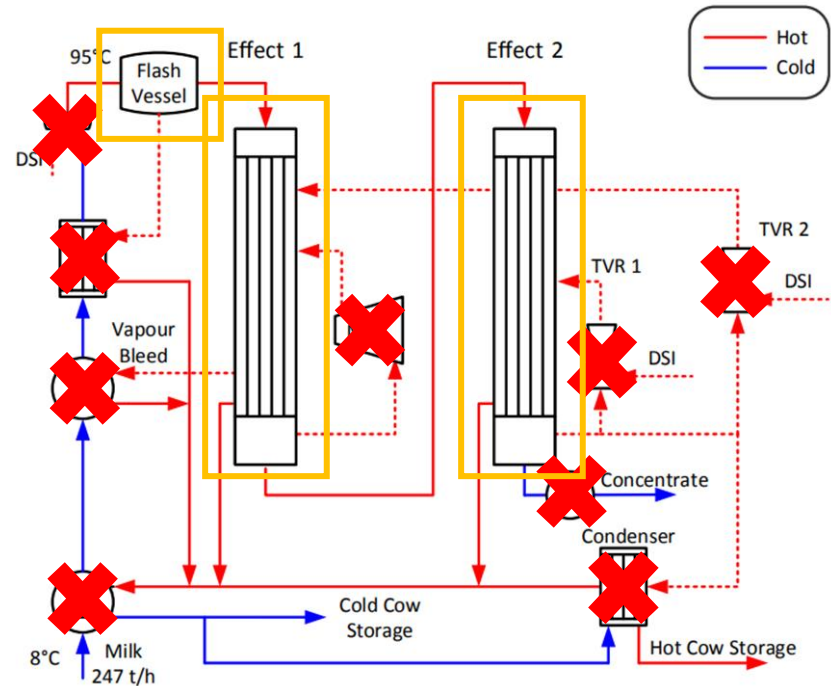 95°C
Flash
Vessel
Effect 1
Effect 2
Hot
Cold
DSI
TVR 2
TVR 1
DSI
Vapour
Bleed
DSI
Concentrate
Condenser
Cold Cow
Storage
8°C
Milk
247 t/h
Hot Cow Storage